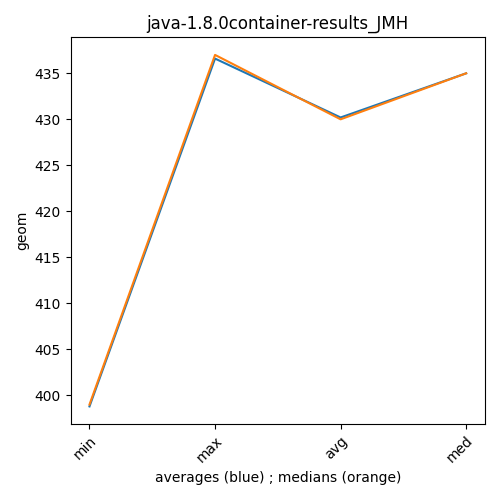 java-1.8.0container-results_JMH
435
430
425
420
415
410
405
400
geom
min
max
avg
med
averages (blue) ; medians (orange)